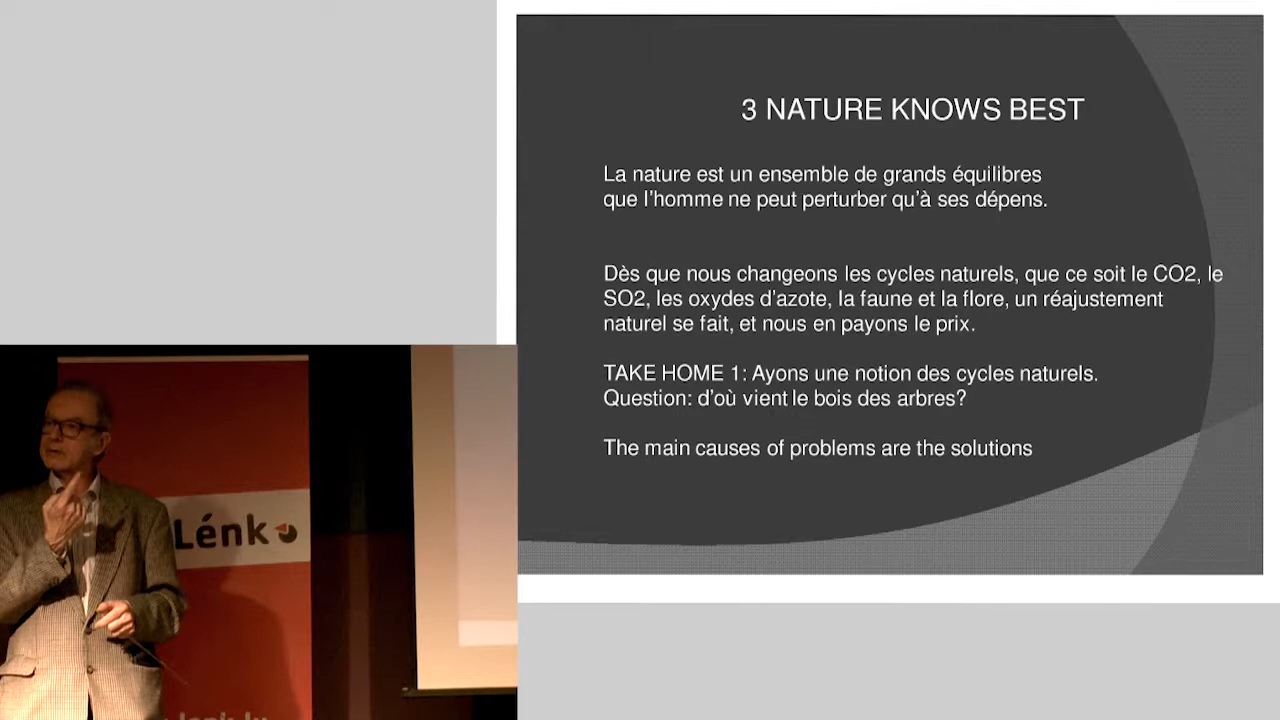 3 NATURE KNOWS BEST
La nature est un ensemble de grands équilibres
que l'homme ne peut perturber qu'à ses dépens.
Dès que nous changeons les cycles naturels, que ce soit le CO2, le
SO2, les oxydes d'azote, la faune et la flore, un réajustement
naturel se fait, et nous en payons le prix.
TAKE HOME 1: Ayons une notion des cycles naturels.
Question: d'où vient le bois des arbres?
The main causes of problems are the solutions
Lénk